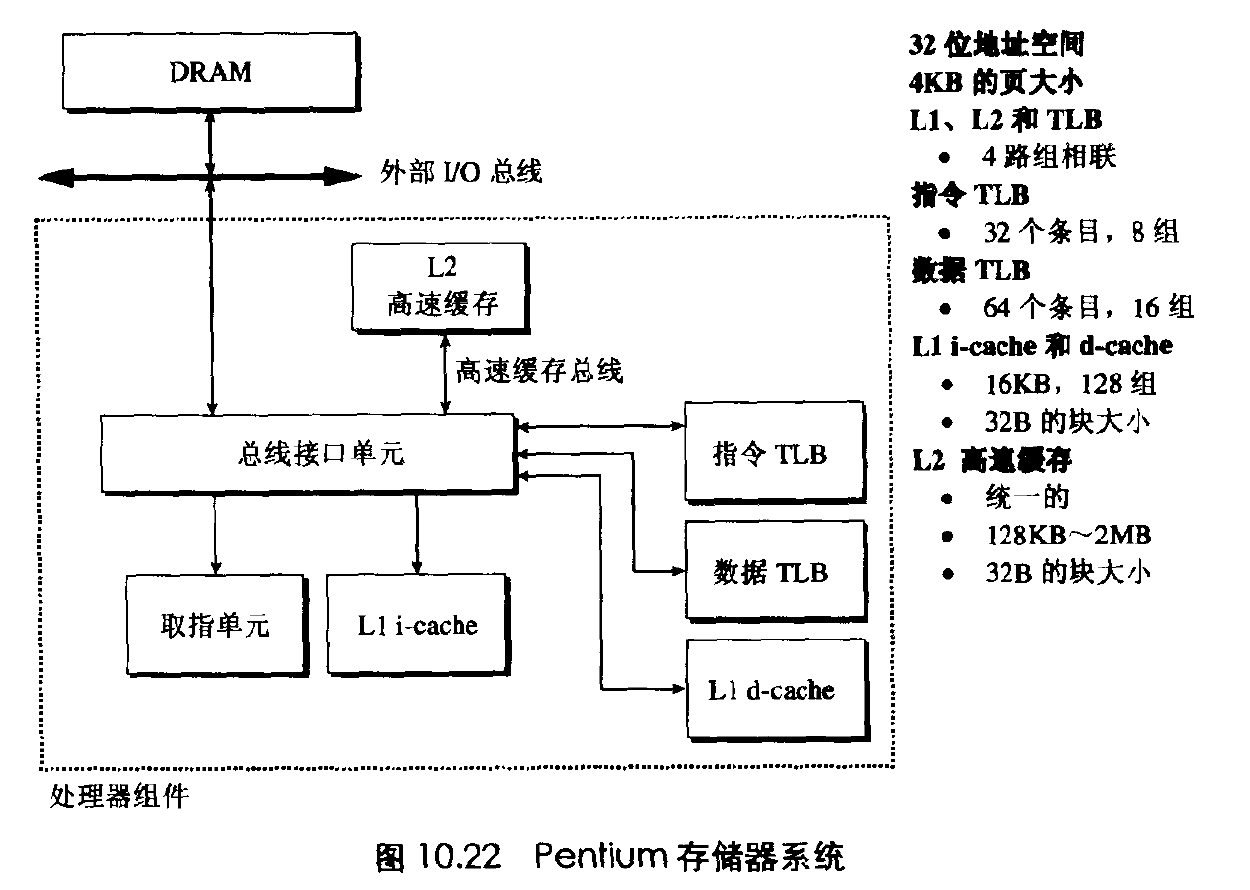 DRAM
外部 I/O 总线
L2
高速缓存
高速缓存总线
总线接口单元
指令 TLB
数据 TLB
取指单元
L1 i-cache
L1 d-cache
处理器组件
32 位地址空间
4KB 的页大小
L1、L2 和 TLB
• 4 路组相联
指令 TLB
• 32 个条目，8 组
数据 TLB
• 64 个条目，16 组
L1 i-cache 和 d-cache
• 16KB，128 组
• 32B 的块大小
L2 高速缓存
• 统一的
• 128KB～2MB
• 32B 的块大小
图 10.22 Pentium 存储器系统